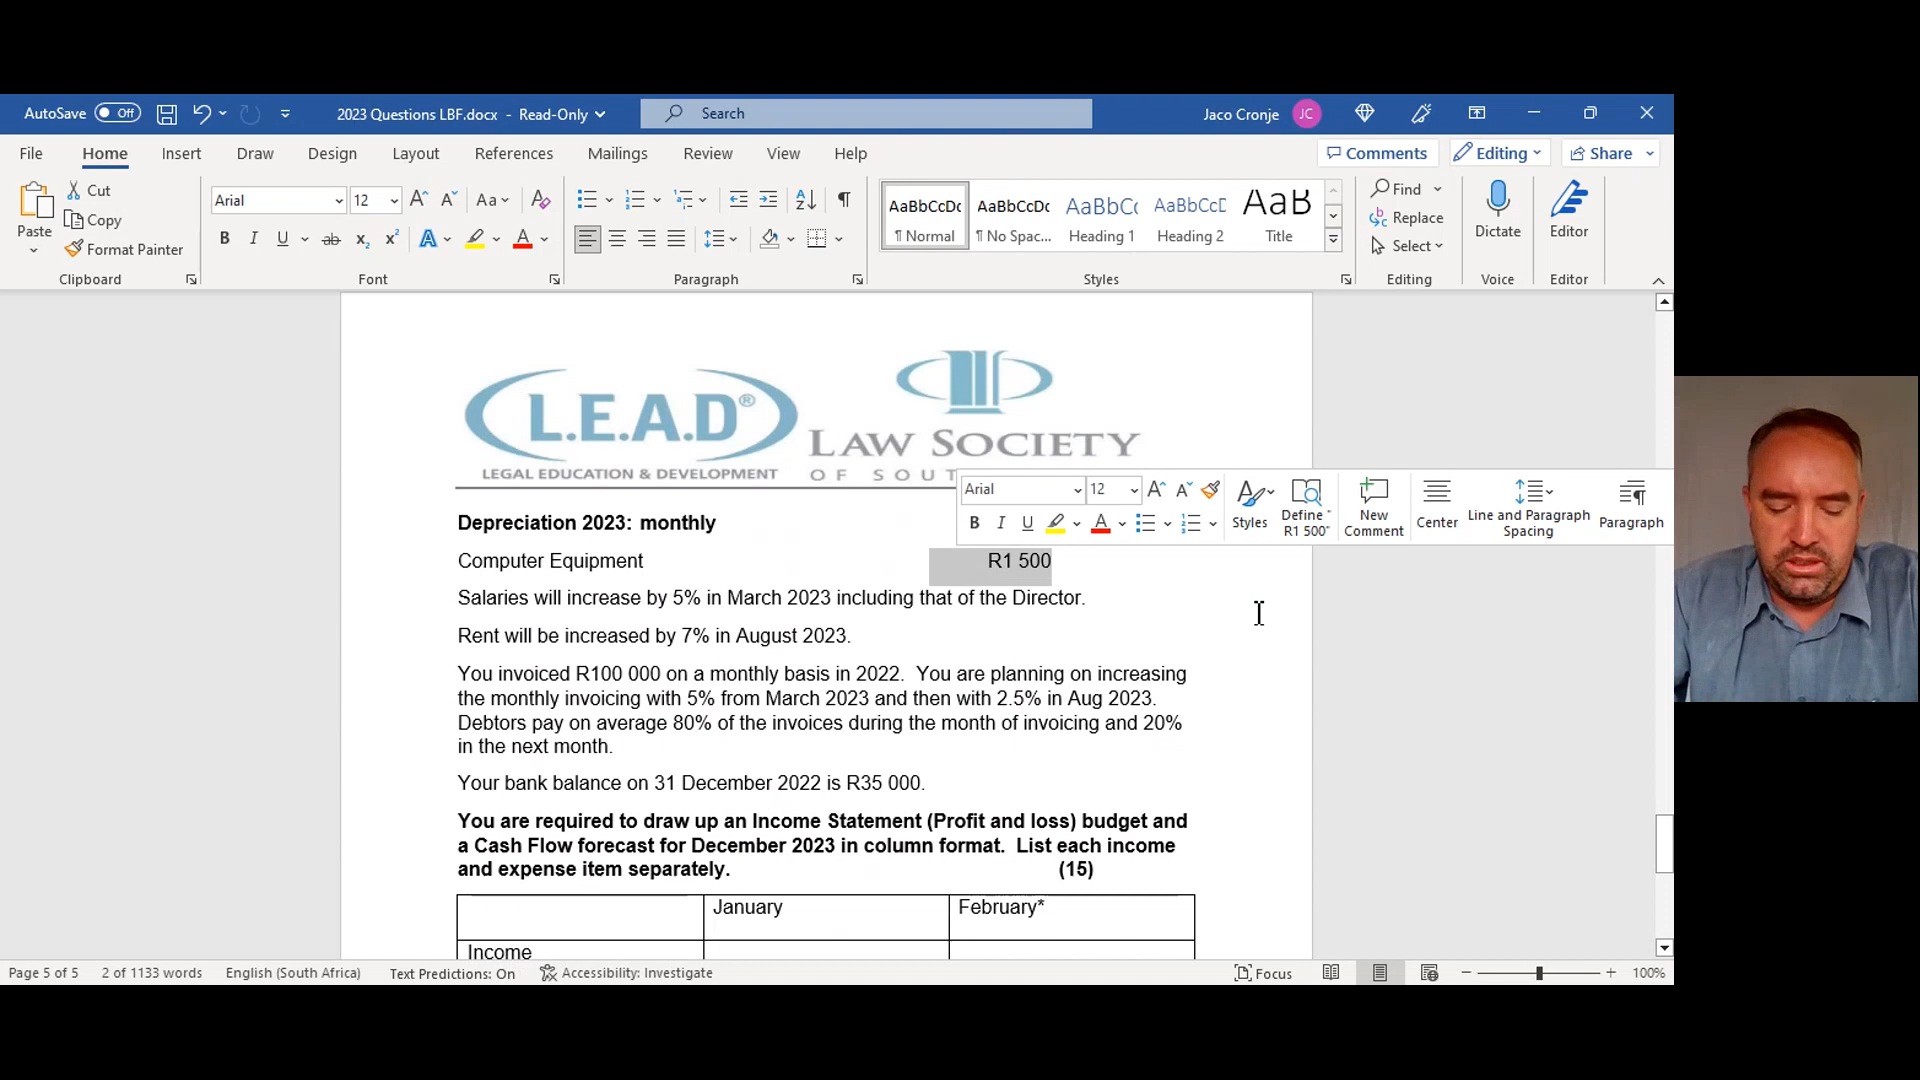 AutoSave Off 2023 Questions LBF.docx - Read-Only Search Jaco Cronje JC
File Home Insert Draw Design Layout References Mailings Review View Help Comments Editing Share
Paste Cut Copy Format Painter
Arial 12 A^ A˅ Aa
B I U ab x₂ x² A A
AaBbCcDc AaBbCcDc AaBbCc AaBbCcD AaB
¶ Normal ¶ No Spac... Heading 1 Heading 2 Title
Find Replace Select Dictate Editor
Clipboard Font Paragraph Styles Editing Voice Editor
L.E.A.D®
LEGAL EDUCATION & DEVELOPMENT
LAW SOCIETY
OF SOUT
Arial 12 A^ A˅
B I U A
Styles Define "R1 500" New Comment Center Line and Paragraph Spacing Paragraph
Depreciation 2023: monthly
Computer Equipment R1 500
Salaries will increase by 5% in March 2023 including that of the Director.
Rent will be increased by 7% in August 2023.
You invoiced R100 000 on a monthly basis in 2022. You are planning on increasing
the monthly invoicing with 5% from March 2023 and then with 2.5% in Aug 2023.
Debtors pay on average 80% of the invoices during the month of invoicing and 20%
in the next month.
Your bank balance on 31 December 2022 is R35 000.
You are required to draw up an Income Statement (Profit and loss) budget and
a Cash Flow forecast for December 2023 in column format. List each income
and expense item separately. (15)
January February*
Income
Page 5 of 5 2 of 1133 words English (South Africa) Text Predictions: On Accessibility: Investigate Focus 100%